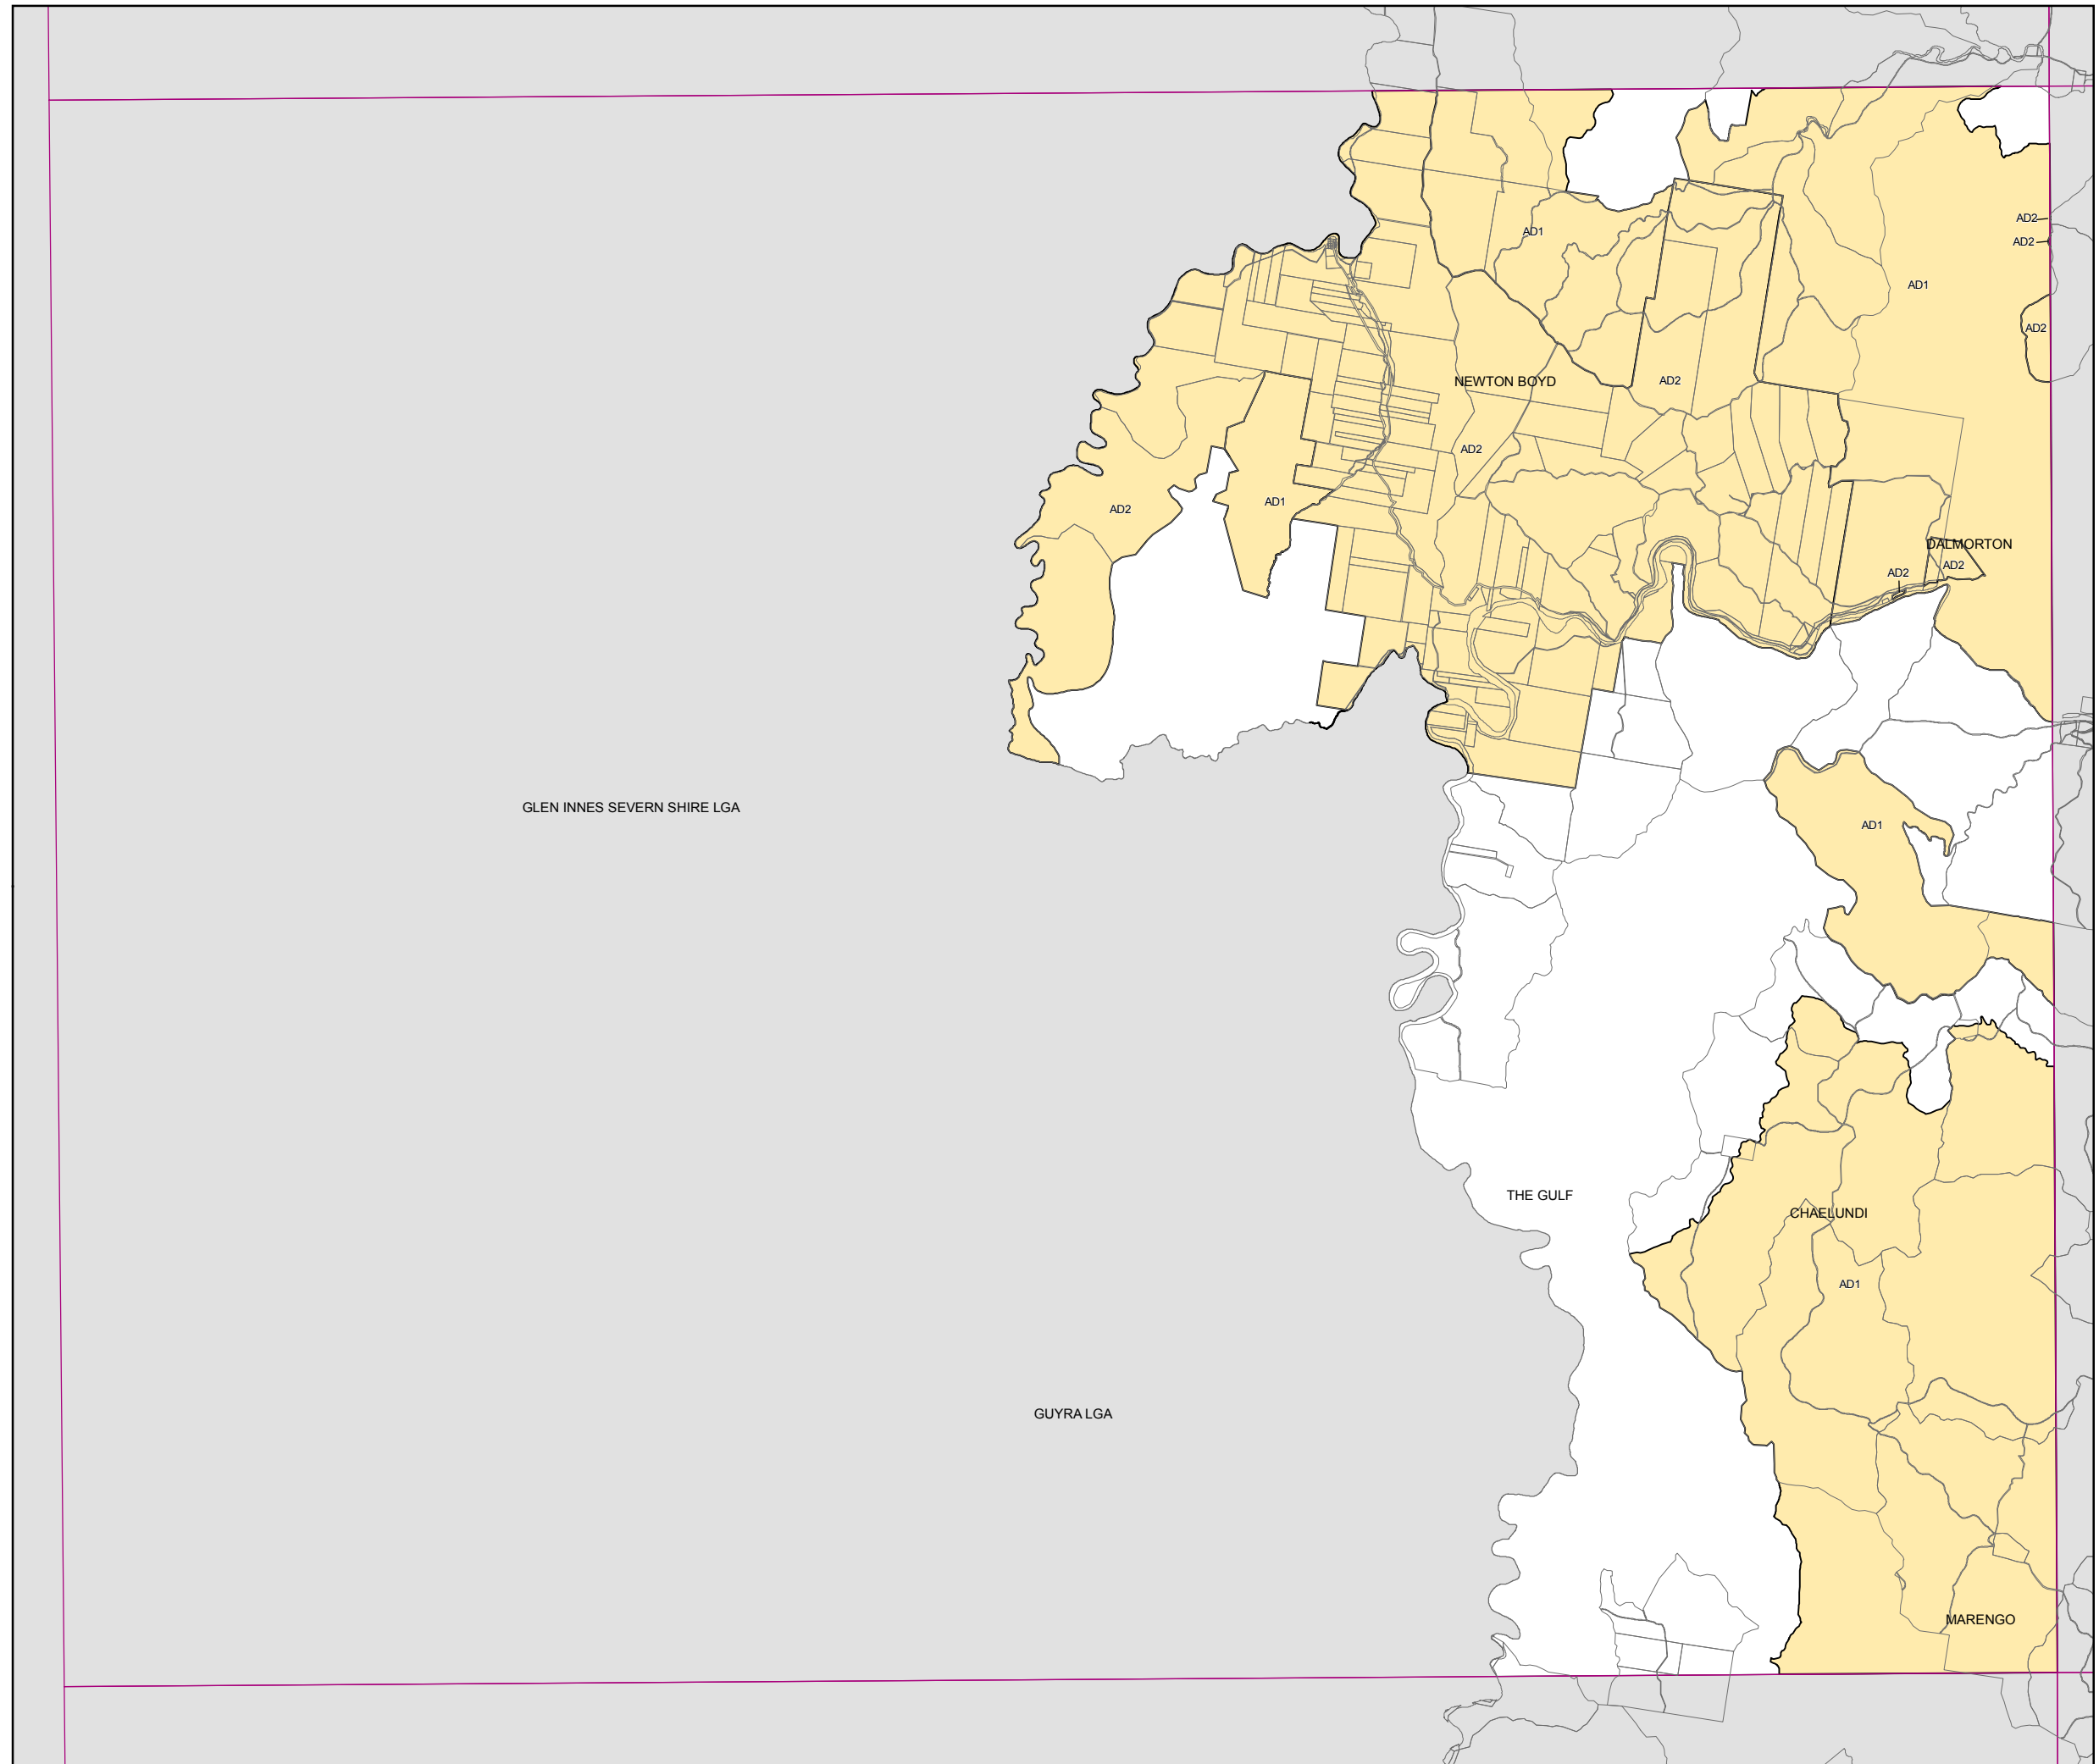 AD2
AD1
AD2
AD1
AD2
NEWTON BOYD
AD2
AD2
AD1
AD2
DALMORTON
AD2
AD2
GLEN INNES SEVERN SHIRE LGA
AD1
THE GULF
CHAELUNDI
AD1
GUYRA LGA
MARENGO